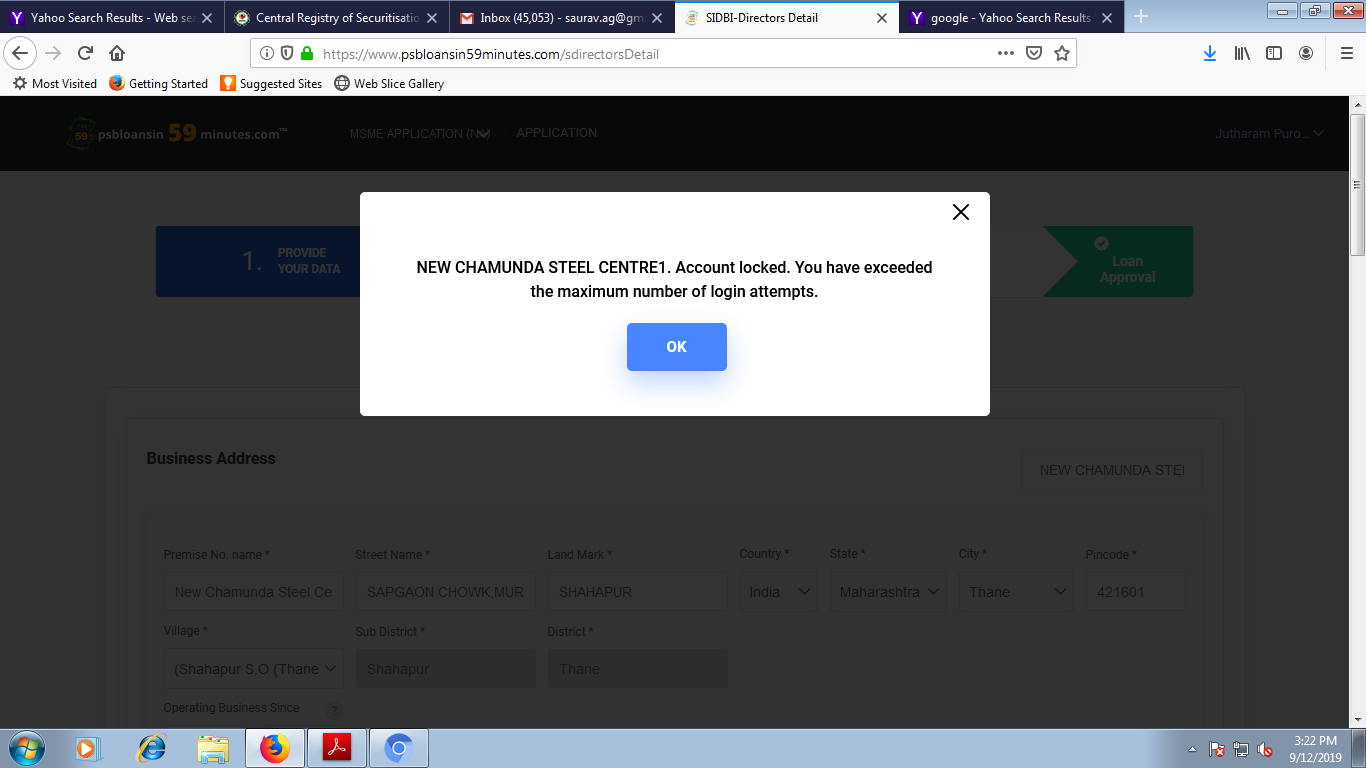 Yahoo Search Results - Web sea
Central Registry of Securitisatio
Inbox (45,053) - saurav.ag@gm
SIDBI-Directors Detail
google - Yahoo Search Results
https://www.psbloansin59minutes.com/sdirectorsDetail
Most Visited
Getting Started
Suggested Sites
Web Slice Gallery
psbloansin 59 minutes.com™
MSME APPLICATION (N
APPLICATION
Jutharam Puro...
NEW CHAMUNDA STEEL CENTRE1. Account locked. You have exceeded
the maximum number of login attempts.
OK
1.
PROVIDE
YOUR DATA
Loan
Approval
Business Address
NEW CHAMUNDA STEI
Premise No. name *
Street Name *
Land Mark *
Country *
State *
City *
Pincode *
New Chamunda Steel Ce
SAPGAON CHOWK,MUR
SHAHAPUR
India
Maharashtra
Thane
421601
Village *
Sub District *
District *
(Shahapur S.O (Thane
Shahapur
Thane
Operating Business Since
?
3:22 PM
9/12/2019